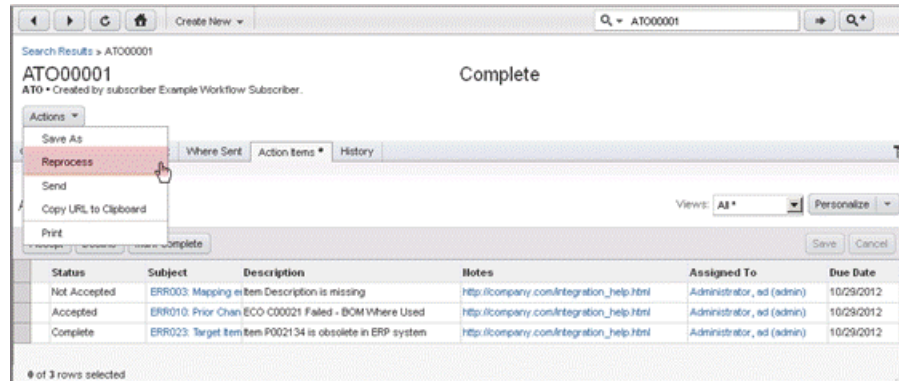 Create New
ATO00001
Search Results > ATO00001
ATO00001
Complete
ATO • Created by subscriber Example Workflow Subscriber.
Actions
Save As
Reprocess
Send
Copy URL to Clipboard
Print
Where Sent
Action Items *
History
Views: All *
Personalize
Complete
Save
Cancel
Status Subject Description Notes Assigned To Due Date
Not Accepted ERR003: Mapping Item Description is missing http://company.com/integration_help.html Administrator, ad (admin) 10/29/2012
Accepted ERR010: Prior Chan ECO C00021 Failed - BOM Where Used http://company.com/integration_help.html Administrator, ad (admin) 10/29/2012
Complete ERR023: Target Item Item P002134 is obsolete in ERP system http://company.com/integration_help.html Administrator, ad (admin) 10/29/2012
0 of 3 rows selected